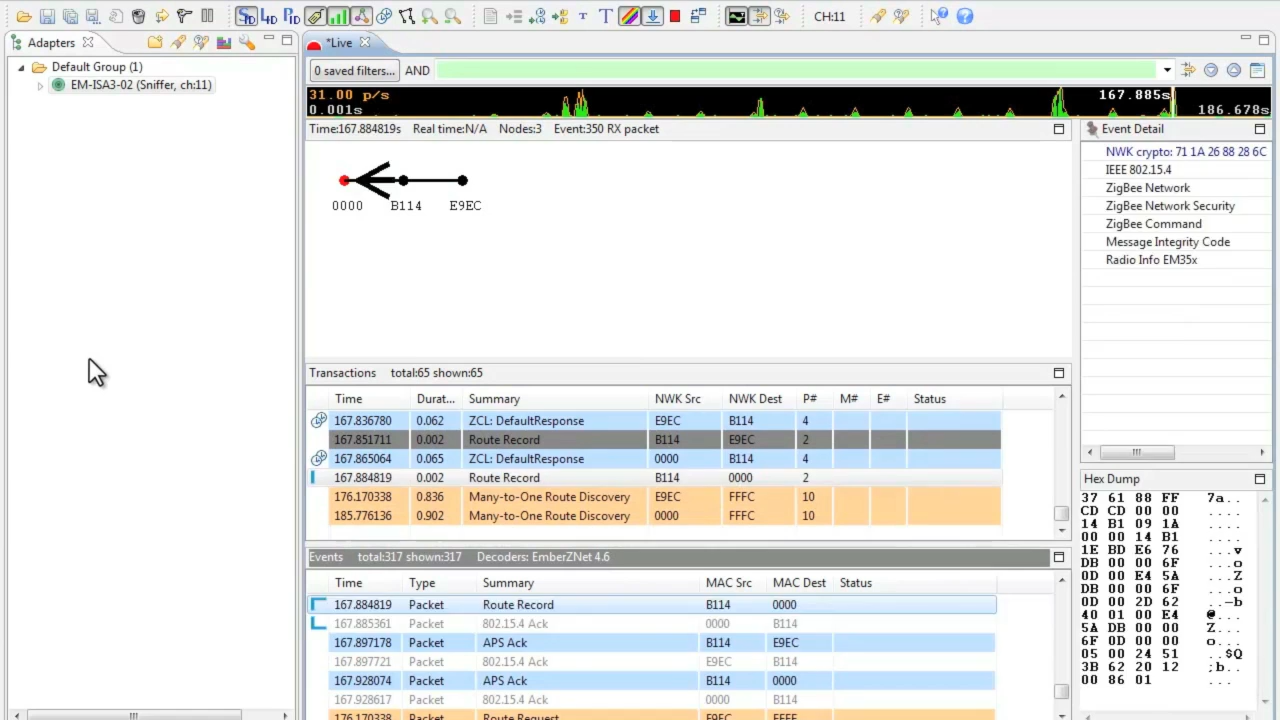 CH:11
Adapters
*Live
Default Group (1)
EM-ISA3-02 (Sniffer, ch:11)
0 saved filters...
AND
31.00 p/s
167.885s
0.001s
186.678s
Time:167.884819s Real time:N/A Nodes:3 Event:350 RX packet
0000 B114 E9EC
Event Detail
NWK crypto: 71 1A 26 88 28 6C
IEEE 802.15.4
ZigBee Network
ZigBee Network Security
ZigBee Command
Message Integrity Code
Radio Info EM35x
Transactions total:65 shown:65
Time Durat... Summary NWK Src NWK Dest P# M# E# Status
167.836780 0.062 ZCL: DefaultResponse E9EC B114 4
167.851711 0.002 Route Record B114 E9EC 2
167.865064 0.065 ZCL: DefaultResponse 0000 B114 4
167.884819 0.002 Route Record B114 0000 2
176.170338 0.836 Many-to-One Route Discovery E9EC FFFC 10
185.776136 0.902 Many-to-One Route Discovery 0000 FFFC 10
Events total:317 shown:317 Decoders: EmberZNet 4.6
Time Type Summary MAC Src MAC Dest Status
167.884819 Packet Route Record B114 0000
167.885361 Packet 802.15.4 Ack 0000 B114
167.897178 Packet APS Ack B114 E9EC
167.897721 Packet 802.15.4 Ack E9EC B114
167.928074 Packet APS Ack B114 0000
167.928617 Packet 802.15.4 Ack 0000 B114
176.170338 Packet Route Request E9EC FFFF
Hex Dump
37 61 88 FF 7a..
CD CD 00 00 ....
14 B1 09 1A ....
00 00 14 B1 ....
1E BD E6 76 ...v
DB 00 00 6F ...o
0D 00 E4 5A ...Z
DB 00 00 6F ...o
0D 00 2D 62 ..-b
40 01 00 E4 @...
5A DB 00 00 Z...
6F 0D 00 00 o...
05 00 24 51 ..$Q
3B 62 20 12 ;b .
00 86 01 ...